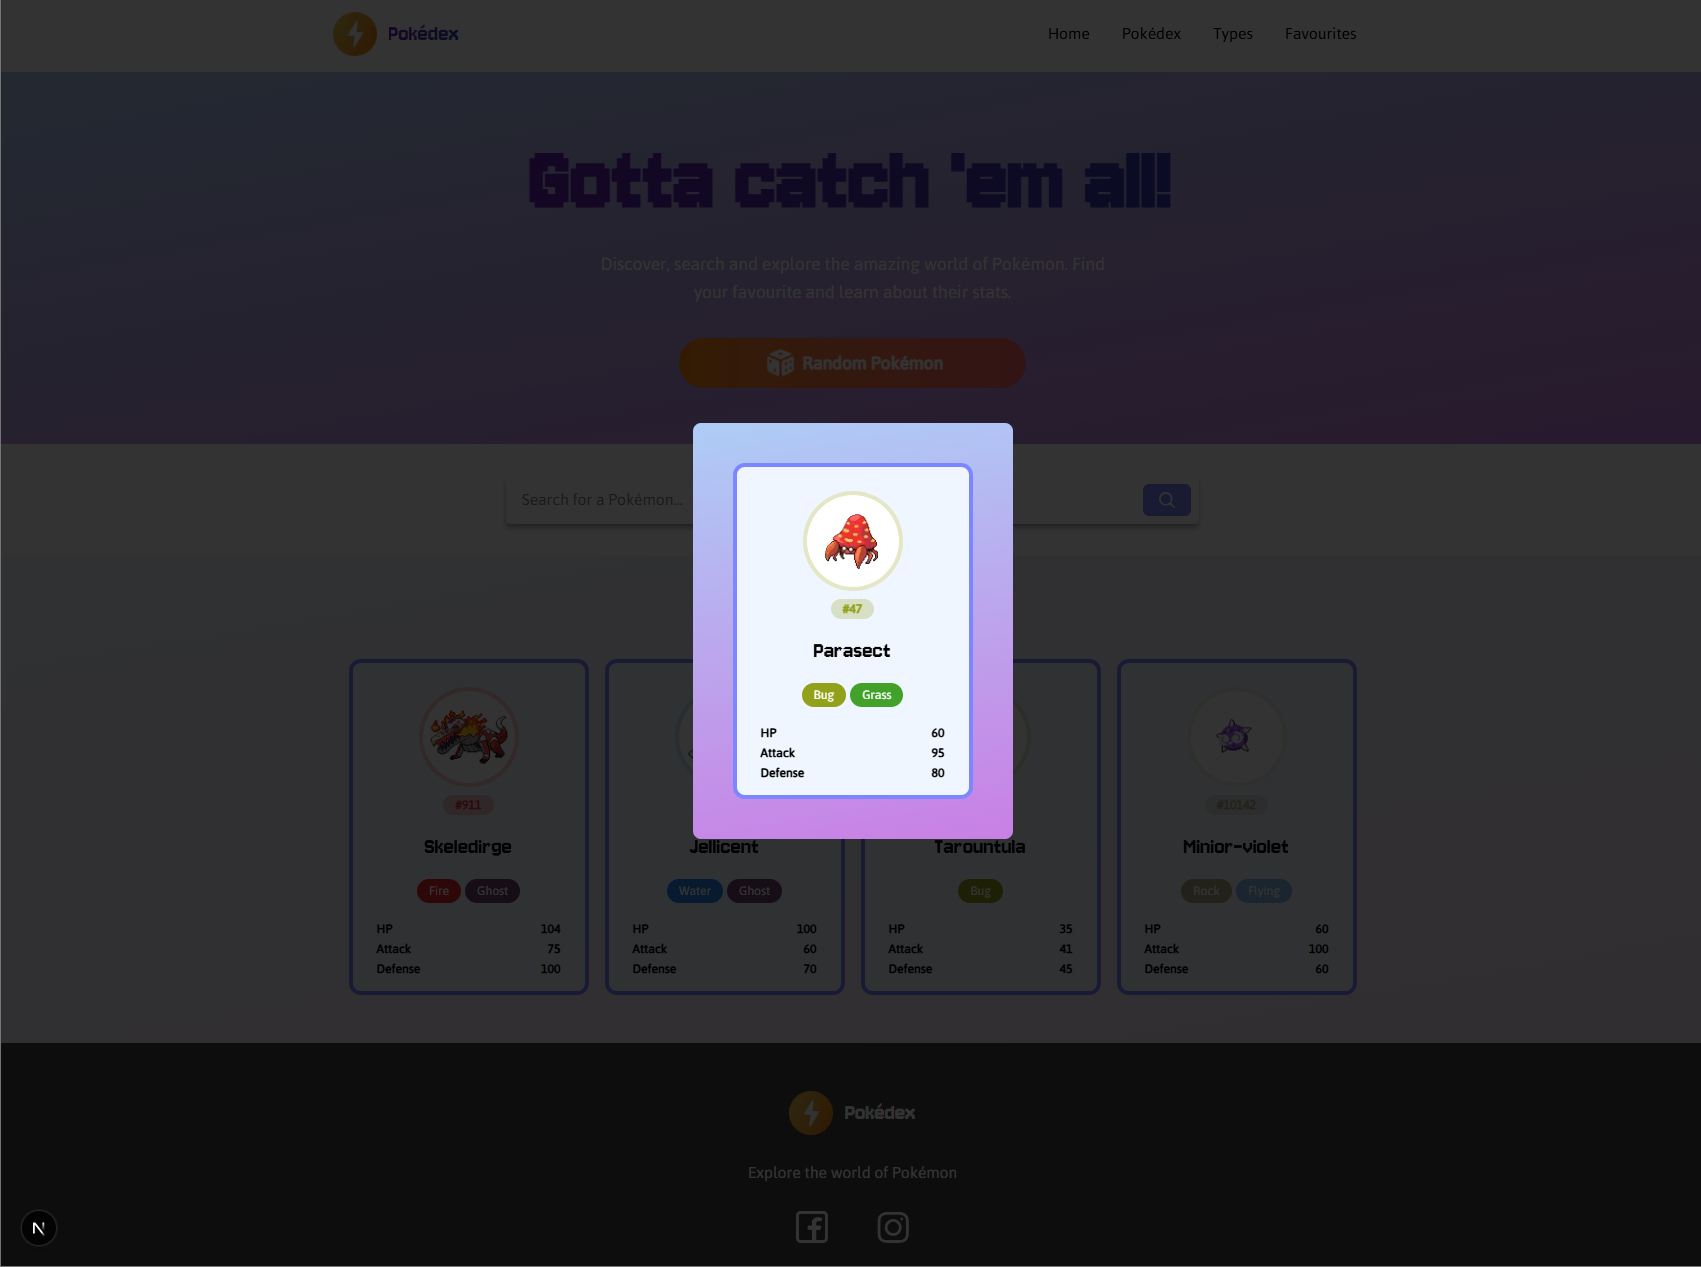 Pokédex
Home Pokédex Types Favourites
Gotta catch 'em all!
Discover, search and explore the amazing world of Pokémon. Find
your favourite and learn about their stats.
Random Pokémon
Search for a Pokémon...
#47
Parasect
Bug Grass
HP 60
Attack 95
Defense 80
#911
Skeledirge
Fire Ghost
HP 104
Attack 75
Defense 100
Jellicent
Water Ghost
HP 100
Attack 60
Defense 70
Tarountula
Bug
HP 35
Attack 41
Defense 45
#10142
Minior-violet
Rock Flying
HP 60
Attack 100
Defense 60
Pokédex
Explore the world of Pokémon
N